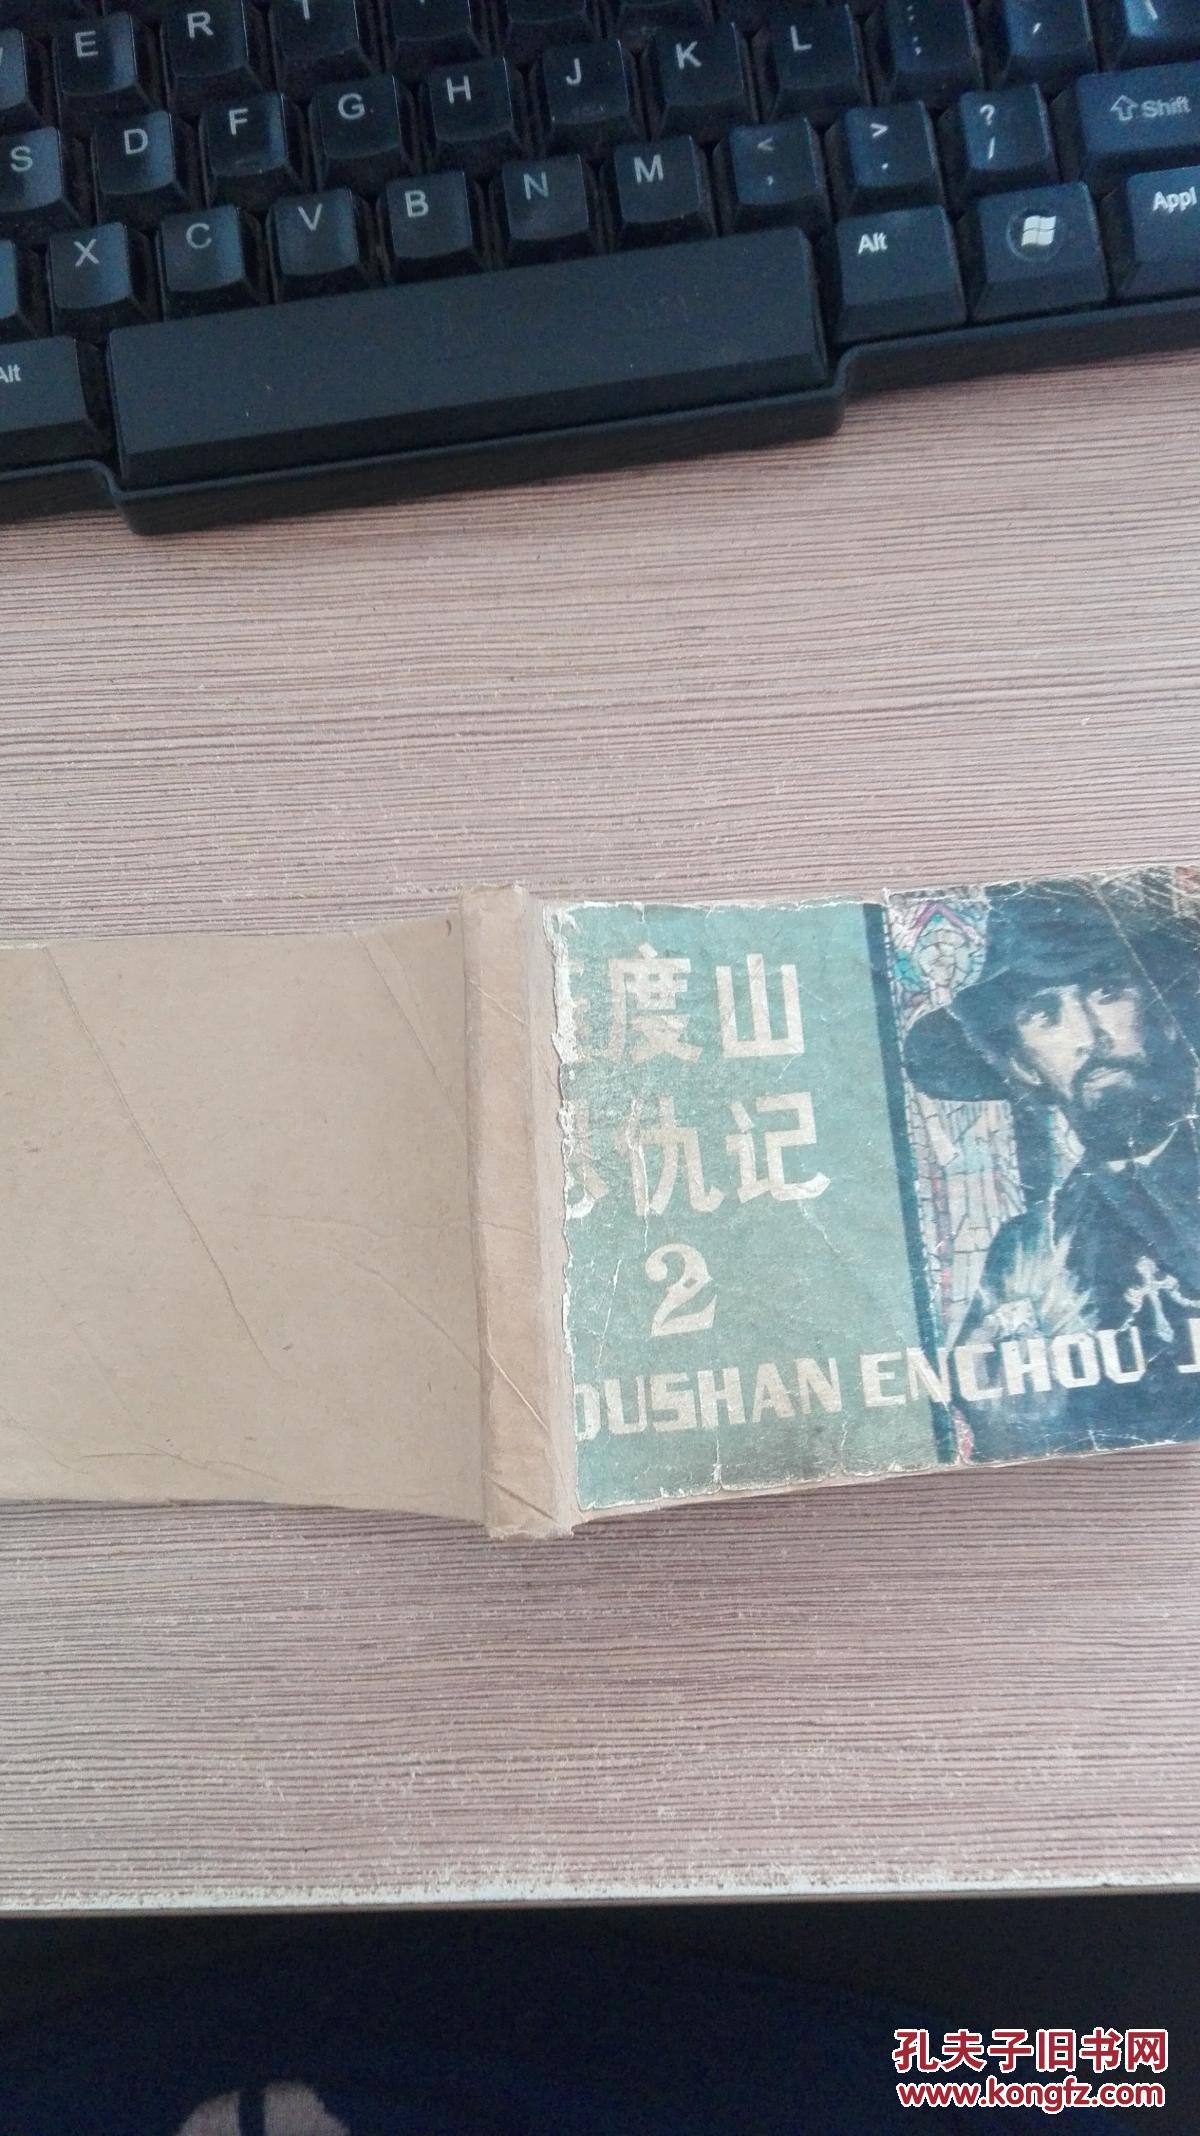 E R T
S D F G H J K L : ;
X C V B N M < , > . ? / Shift
Alt Alt Appl
度山
仇记
2
OUSHAN ENCHOU J
孔夫子旧书网
www.kongfz.com